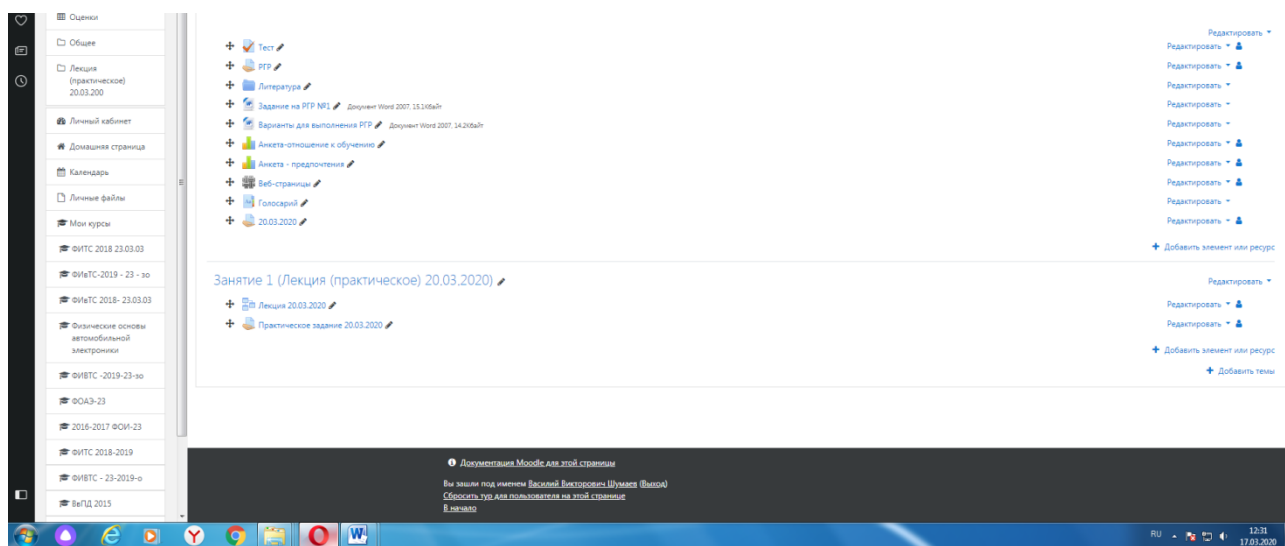 Оценки
Общее
Лекция
(практическое)
20.03.200
Личный кабинет
Домашняя страница
Календарь
Личные файлы
Мои курсы
ФИТС 2018 23.03.03
ФИвТС-2019 - 23 - зо
ФИвТС 2018- 23.03.03
Физические основы
автомобильной
электроники
ФИВТС -2019-23-зо
ФОАЭ-23
2016-2017 ФОИ-23
ФИТС 2018-2019
ФИВТС - 23-2019-о
ВвПД 2015
Редактировать
Тест Редактировать
РГР Редактировать
Литература Редактировать
Задание на РГР №1 Документ Word 2007, 15.1Кбайт Редактировать
Варианты для выполнения РГР Документ Word 2007, 14.2Кбайт Редактировать
Анкета-отношение к обучению Редактировать
Анкета - предпочтения Редактировать
Веб-страницы Редактировать
Голосарий Редактировать
20.03.2020 Редактировать
Добавить элемент или ресурс
Занятие 1 (Лекция (практическое) 20.03.2020) Редактировать
Лекция 20.03.2020 Редактировать
Практическое задание 20.03.2020 Редактировать
Добавить элемент или ресурс
Добавить темы
Документация Moodle для этой страницы
Вы зашли под именем Василий Викторович Шумаев (Выход)
Сбросить тур для пользователя на этой странице
В начало
RU 12:31
17.03.2020